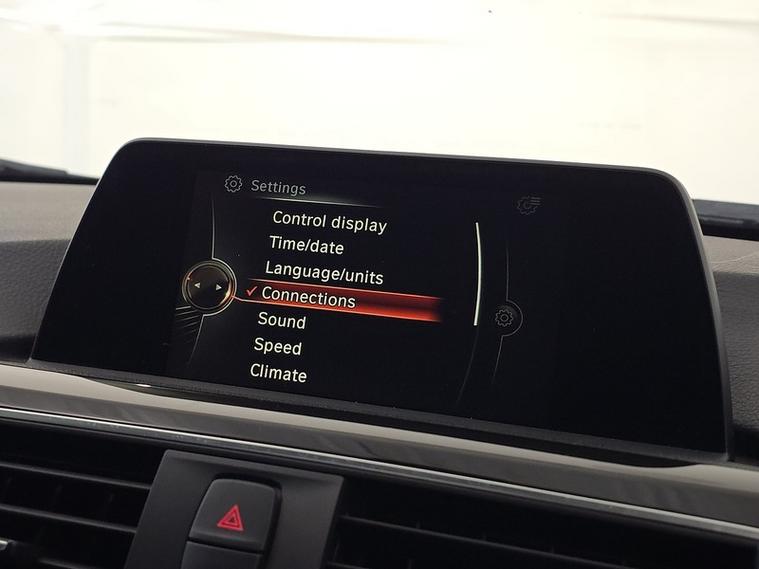 Settings
Control display
Time/date
Language/units
Connections
Sound
Speed
Climate